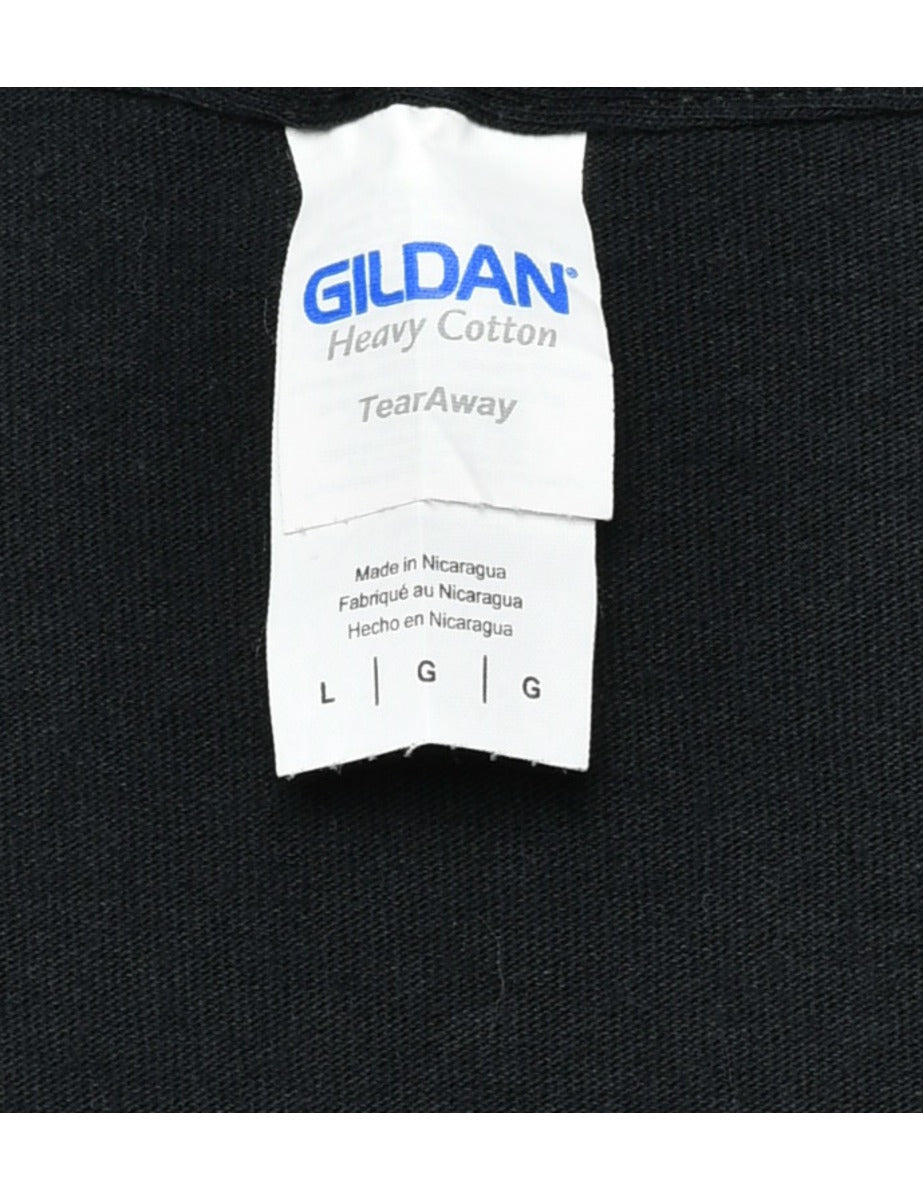 GILDAN®
Heavy Cotton
TearAway
Made in Nicaragua
Fabriqué au Nicaragua
Hecho en Nicaragua
L | G | G